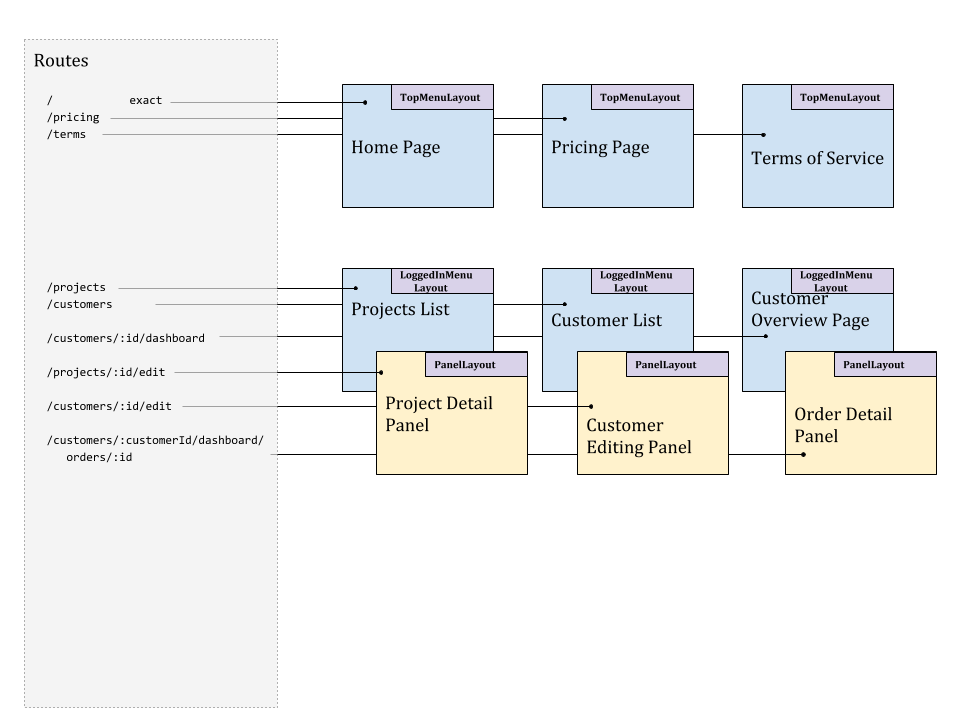 Routes
/ exact
/pricing
/terms
TopMenuLayout
Home Page
TopMenuLayout
Pricing Page
TopMenuLayout
Terms of Service
/projects
/customers
/customers/:id/dashboard
/projects/:id/edit
/customers/:id/edit
/customers/:customerId/dashboard/
orders/:id
LoggedInMenu
Layout
Projects List
LoggedInMenu
Layout
Customer List
LoggedInMenu
Layout
Customer
Overview Page
PanelLayout
Project Detail
Panel
PanelLayout
Customer
Editing Panel
PanelLayout
Order Detail
Panel